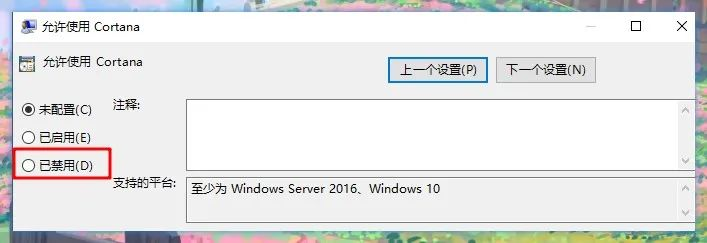 允许使用 Cortana
允许使用 Cortana
上一个设置(P)
下一个设置(N)
未配置(C)
注释:
已启用(E)
已禁用(D)
支持的平台:
至少为 Windows Server 2016、Windows 10